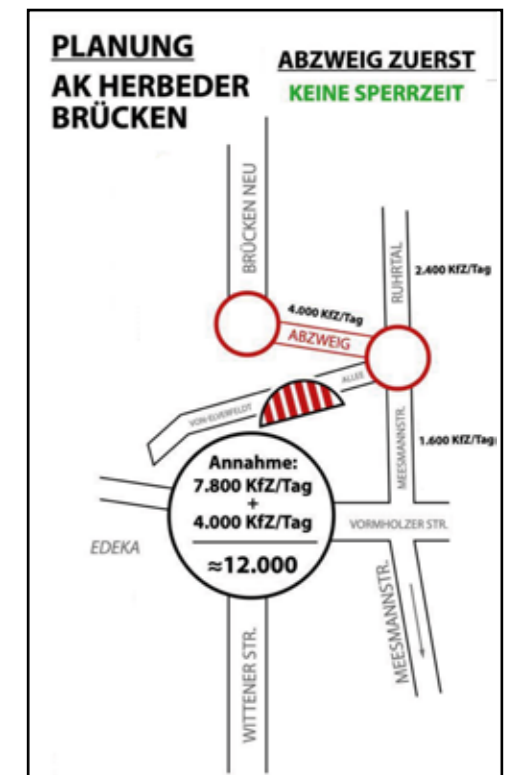 PLANUNG
AK HERBEDER
BRÜCKEN
ABZWEIG ZUERST
KEINE SPERRZEIT
BRÜCKEN NEU
RUHRTAL
2.400 KfZ/Tag
4.000 KfZ/Tag
ABZWEIG
ALLEE
VON-ELVERFELDT
MEESMANNSTR.
1.600 KfZ/Tag
Annahme:
7.800 KfZ/Tag
+
4.000 KfZ/Tag
≈12.000
EDEKA
VORMHOLZER STR.
MEESMANNSTR.
WITTENER STR.